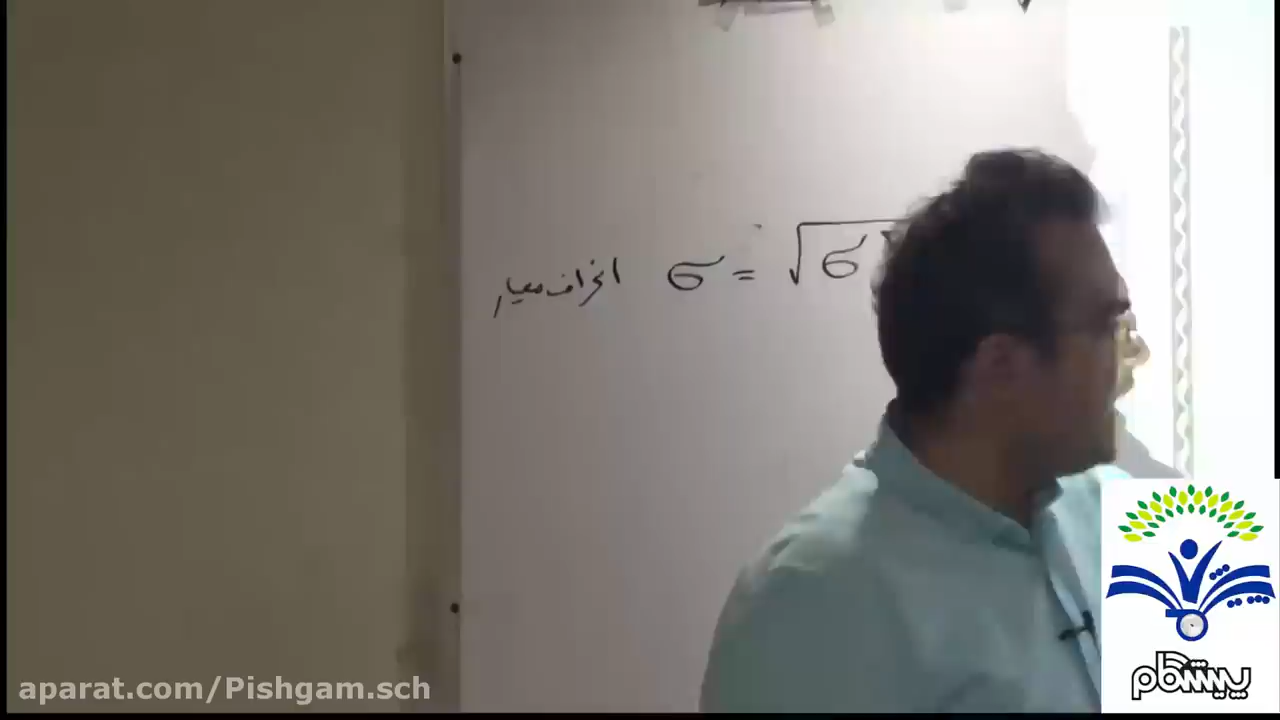 انحراف معیار σ = √σ
پیشگام
aparat.com/Pishgam.sch